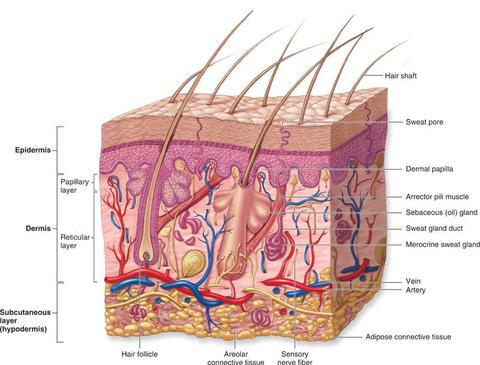 Hair shaft
Sweat pore
Epidermis
Dermal papilla
Papillary
layer
Arrector pili muscle
Sebaceous (oil) gland
Dermis
Sweat gland duct
Reticular
layer
Merocrine sweat gland
Vein
Artery
Subcutaneous
layer
(hypodermis)
Adipose connective tissue
Hair follicle
Areolar
connective tissue
Sensory
nerve fiber